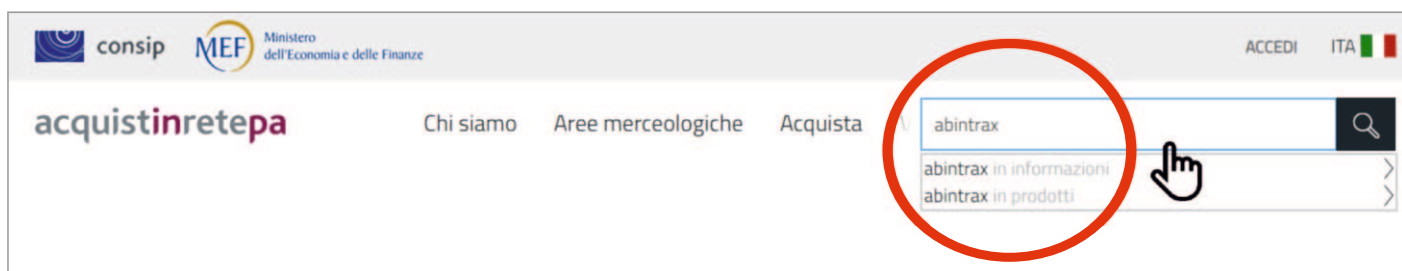 consip
MEF
Ministero
dell'Economia e delle Finanze
ACCEDI
ITA
acquistinretepa
Chi siamo
Aree merceologiche
Acquista
abintrax
abintrax in informazioni
abintrax in prodotti